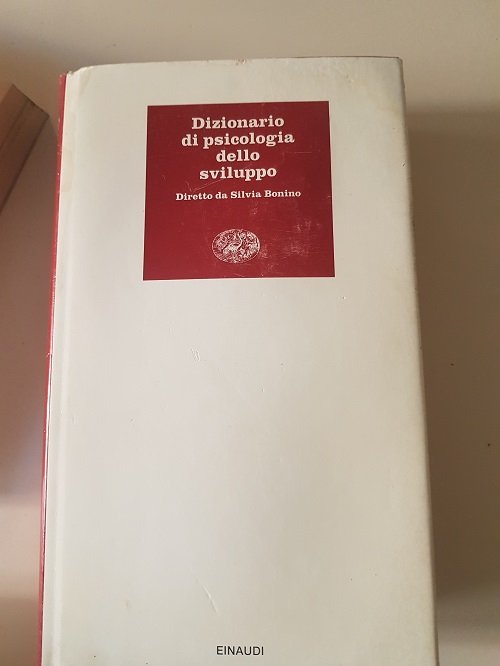 Dizionario
di psicologia
dello
sviluppo
Diretto da Silvia Bonino
EINAUDI